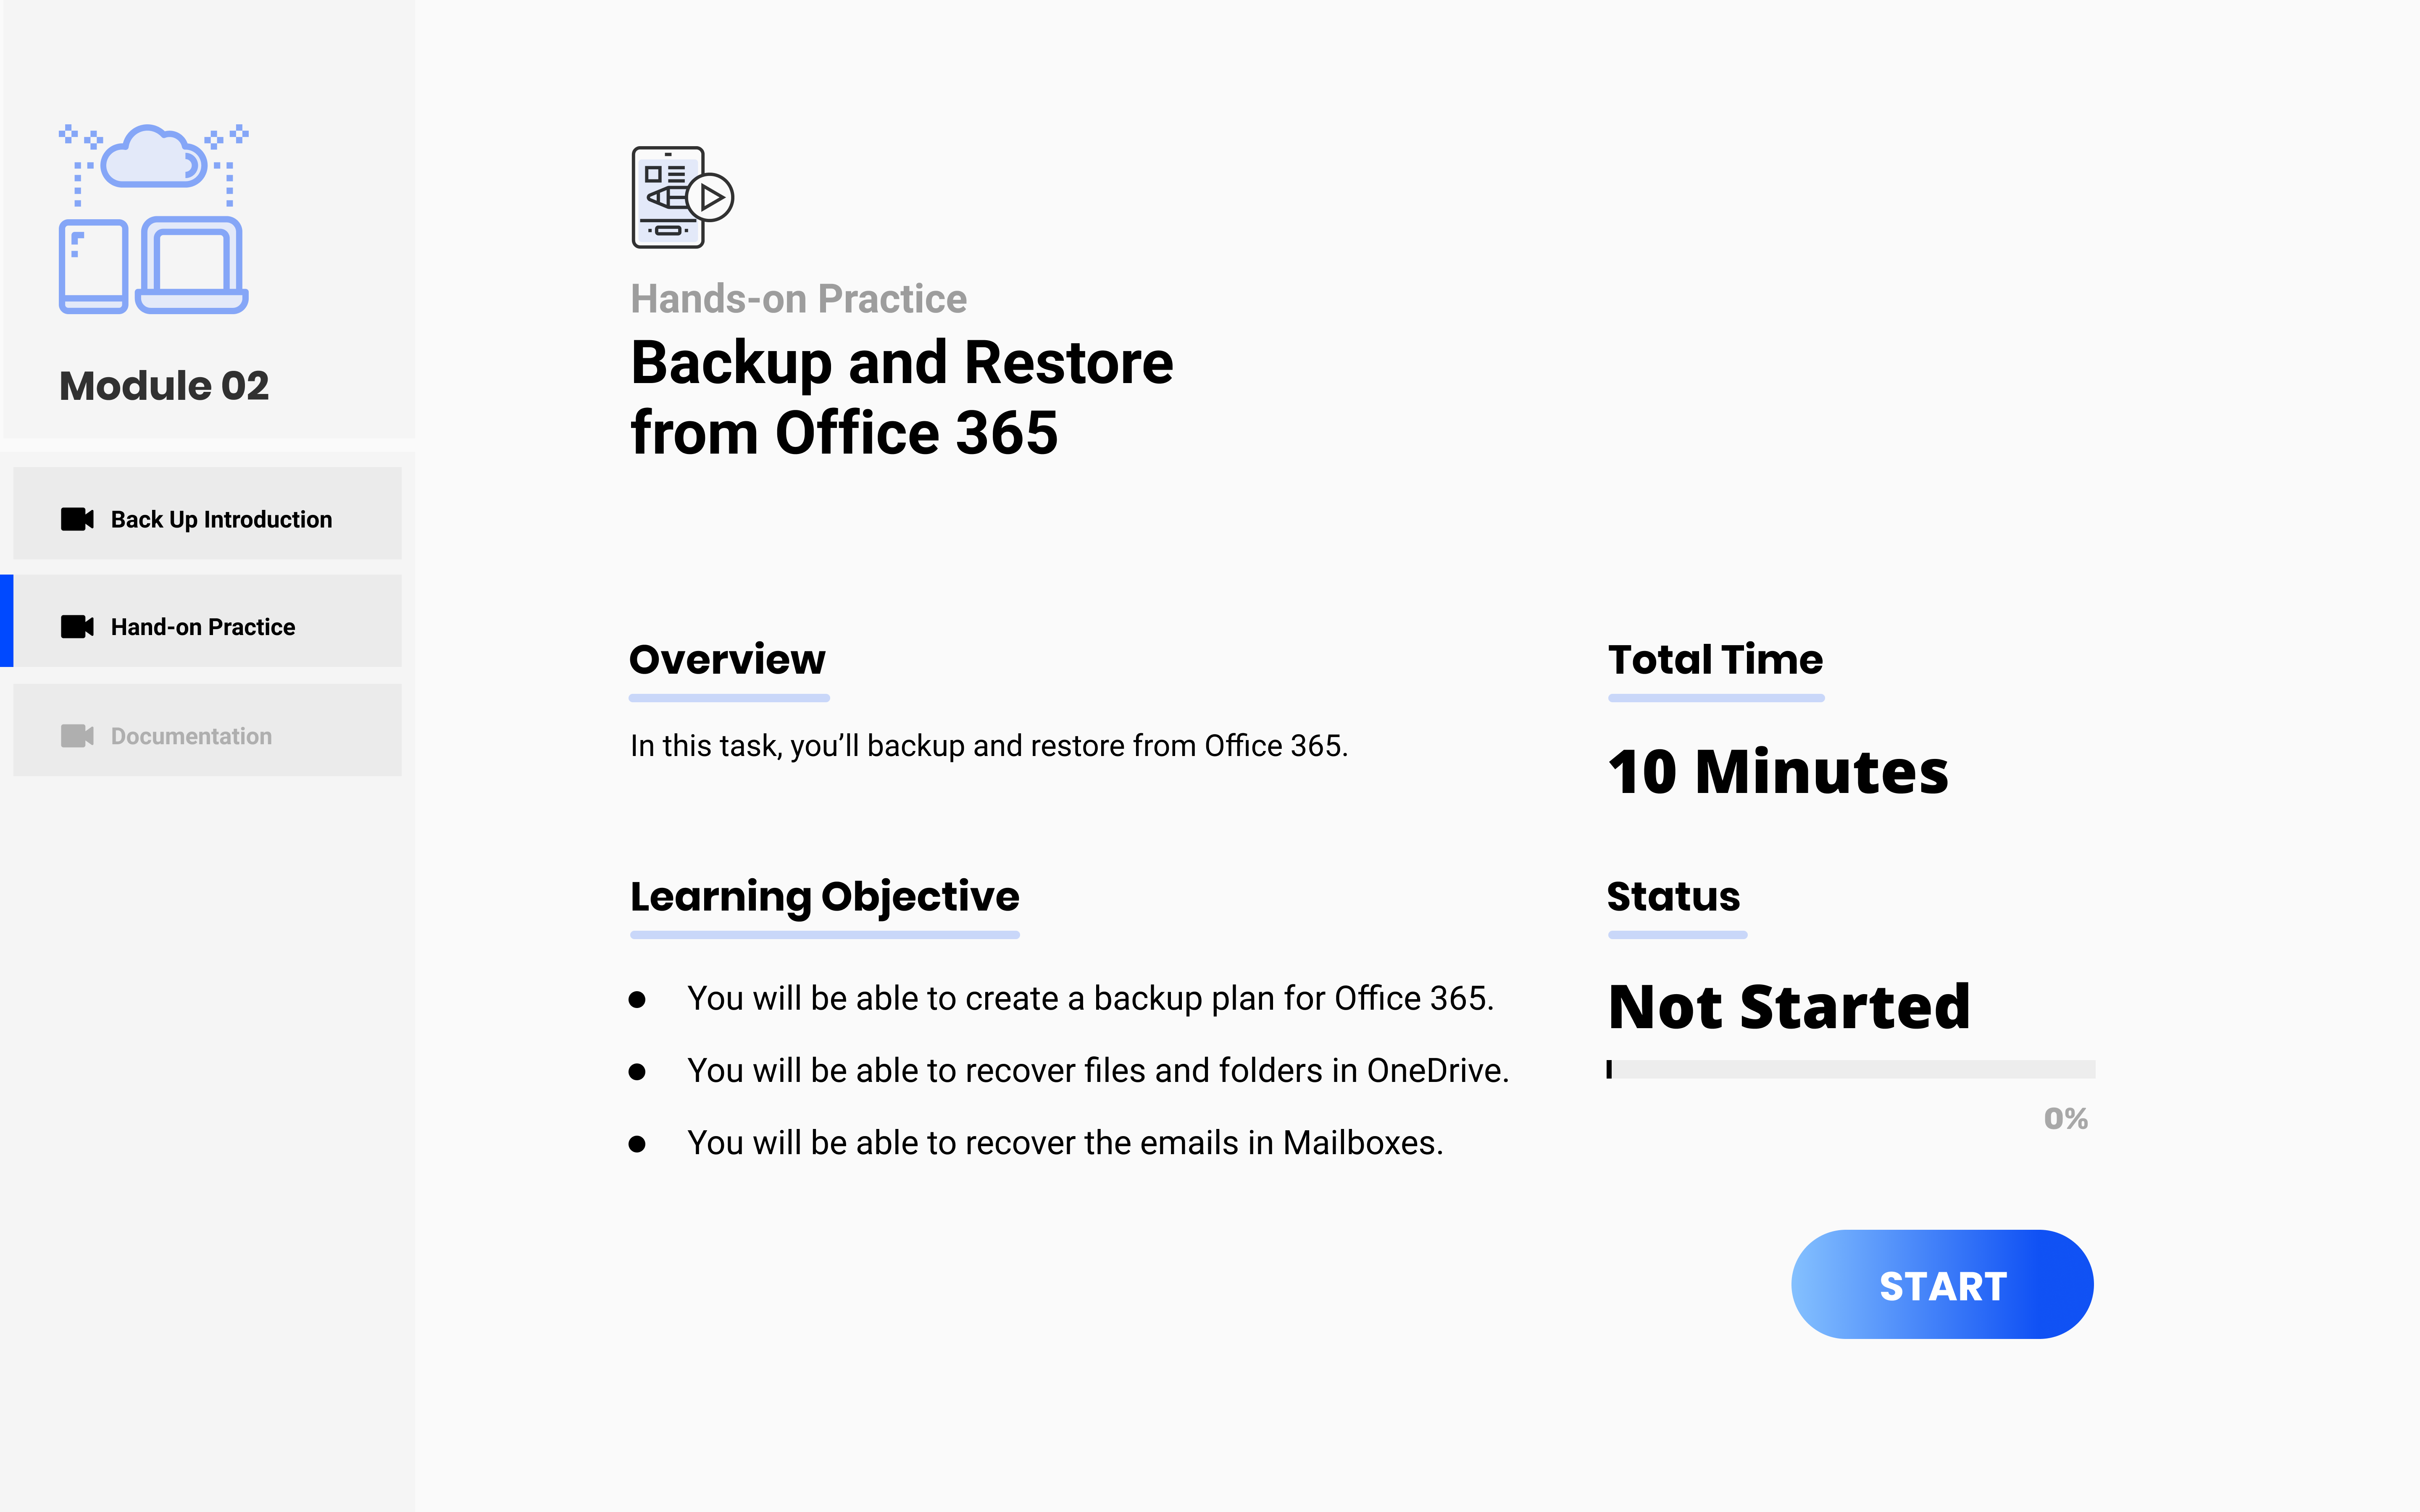 Module 02
Back Up Introduction
Hand-on Practice
Documentation
Hands-on Practice
Backup and Restore
from Office 365
Overview
In this task, you’ll backup and restore from Office 365.
Learning Objective
● You will be able to create a backup plan for Office 365.
● You will be able to recover files and folders in OneDrive.
● You will be able to recover the emails in Mailboxes.
Total Time
10 Minutes
Status
Not Started
0%
START